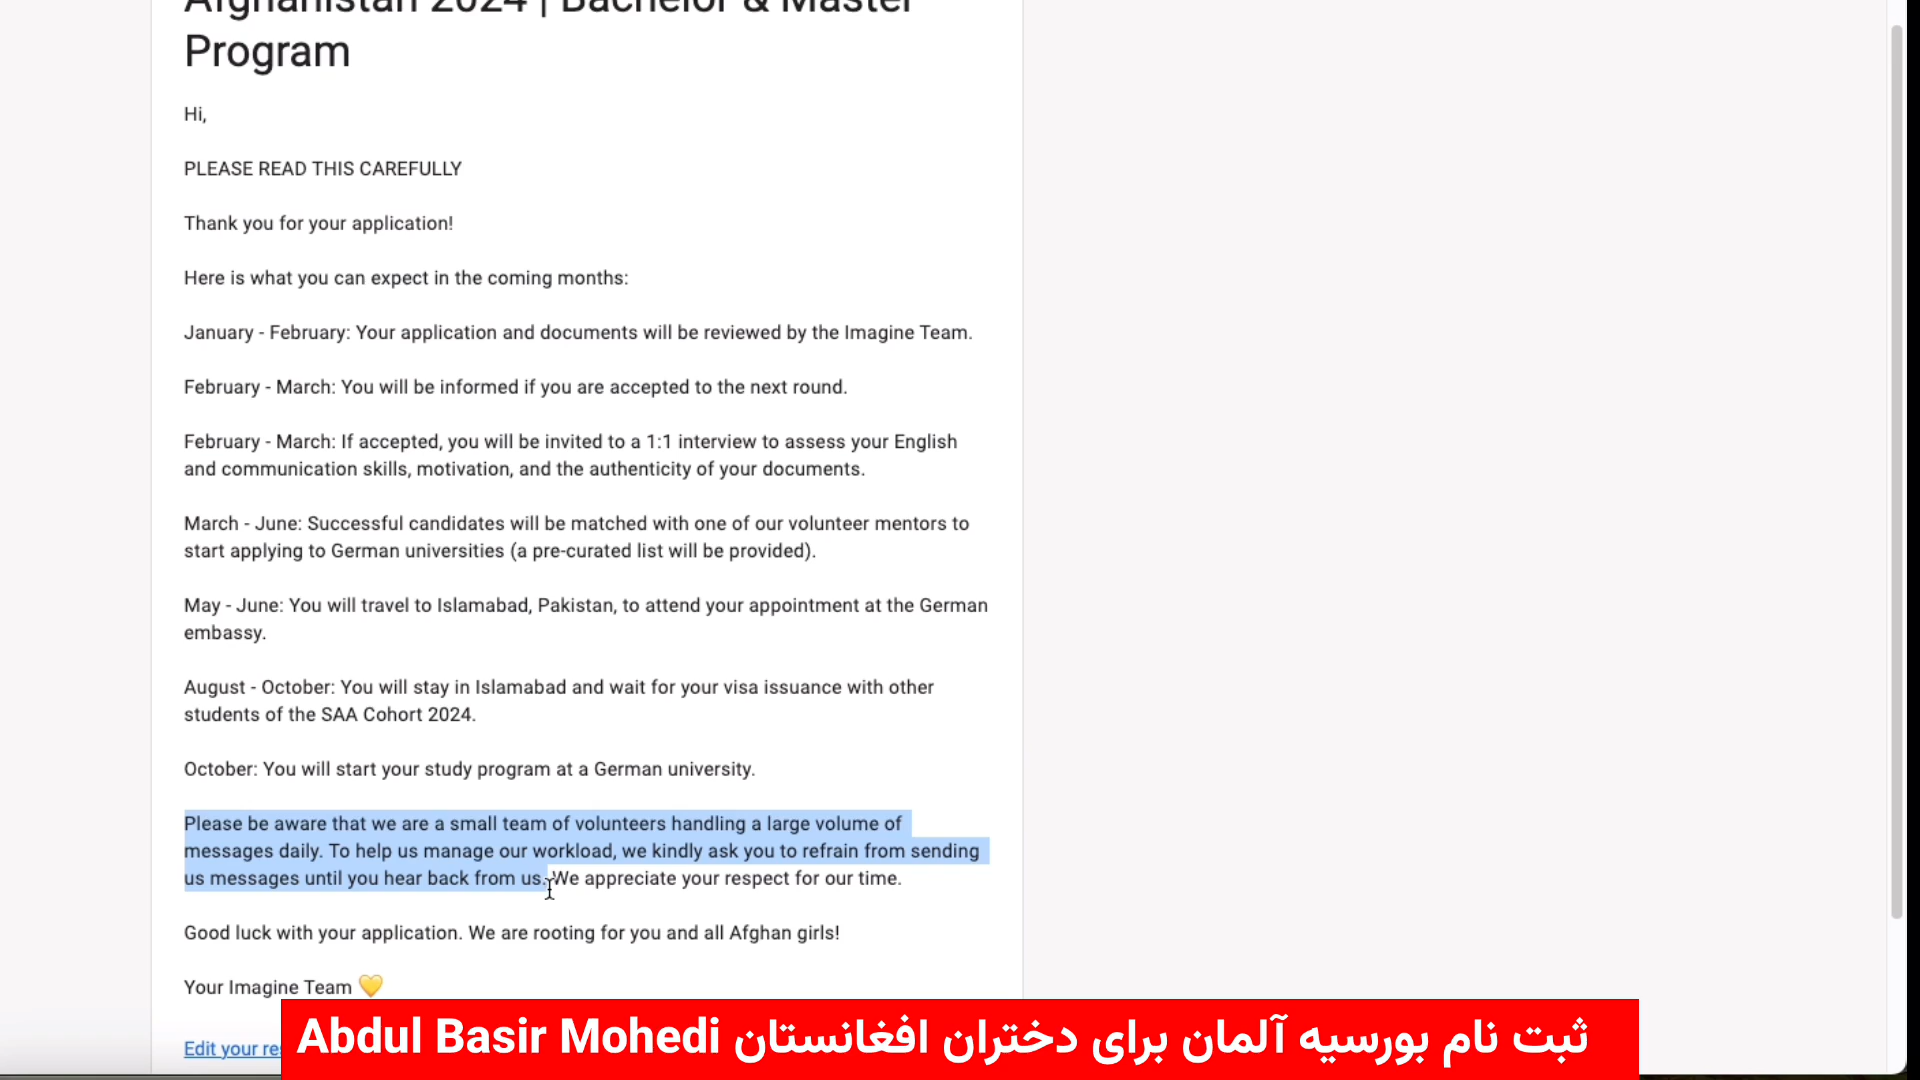 Afghanistan 2024 | Bachelor & Master
Program
Hi,
PLEASE READ THIS CAREFULLY
Thank you for your application!
Here is what you can expect in the coming months:
January - February: Your application and documents will be reviewed by the Imagine Team.
February - March: You will be informed if you are accepted to the next round.
February - March: If accepted, you will be invited to a 1:1 interview to assess your English
and communication skills, motivation, and the authenticity of your documents.
March - June: Successful candidates will be matched with one of our volunteer mentors to
start applying to German universities (a pre-curated list will be provided).
May - June: You will travel to Islamabad, Pakistan, to attend your appointment at the German
embassy.
August - October: You will stay in Islamabad and wait for your visa issuance with other
students of the SAA Cohort 2024.
October: You will start your study program at a German university.
Please be aware that we are a small team of volunteers handling a large volume of
messages daily. To help us manage our workload, we kindly ask you to refrain from sending
us messages until you hear back from us. We appreciate your respect for our time.
Good luck with your application. We are rooting for you and all Afghan girls!
Your Imagine Team 💛
Edit your re
ثبت نام بورسیه آلمان برای دختران افغانستان Abdul Basir Mohedi